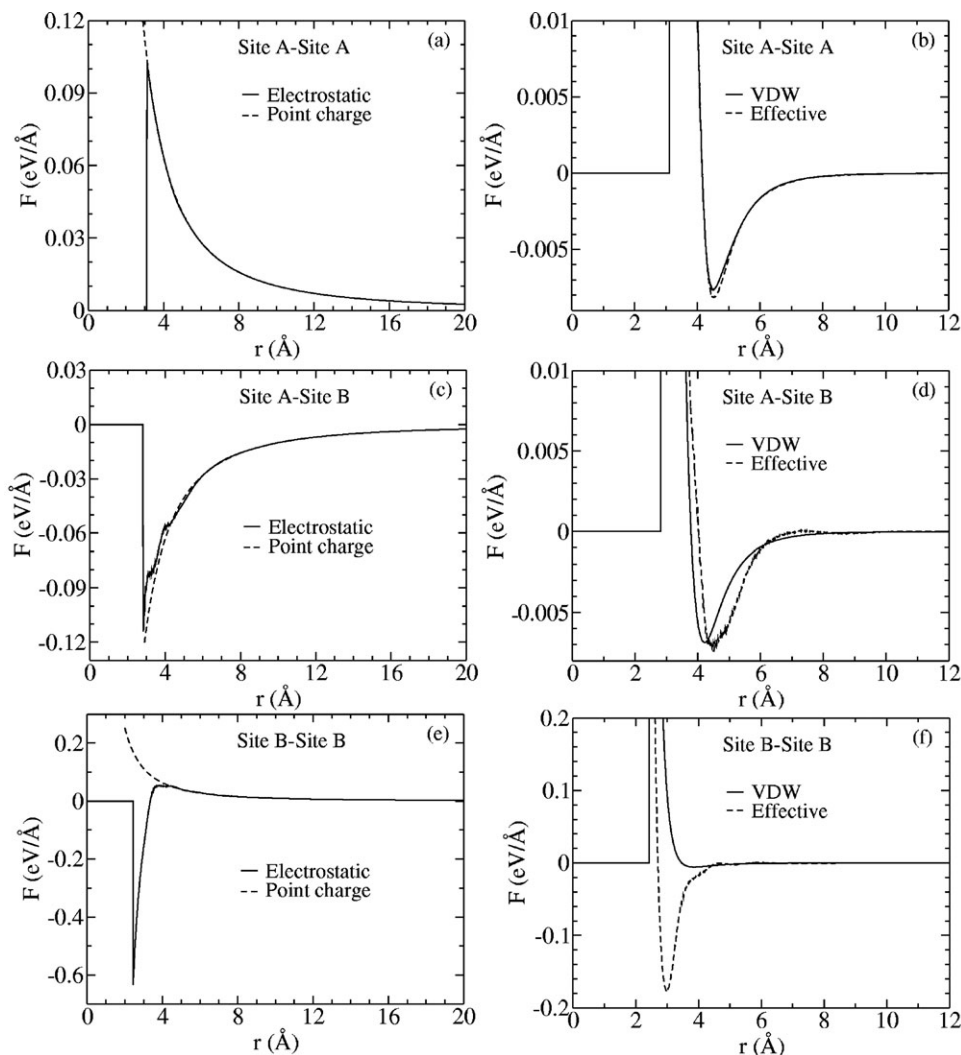 (a)
Site A-Site A
Electrostatic
Point charge
F (eV/Å)
0.12
0.09
0.06
0.03
0
0 4 8 12 16 20
r (Å)
(b)
Site A-Site A
VDW
Effective
F (eV/Å)
0.01
0.005
0
-0.005
0 2 4 6 8 10 12
r (Å)
(c)
Site A-Site B
Electrostatic
Point charge
F (eV/Å)
0.03
0
-0.03
-0.06
-0.09
-0.12
0 4 8 12 16 20
r (Å)
(d)
Site A-Site B
VDW
Effective
F (eV/Å)
0.01
0.005
0
-0.005
0 2 4 6 8 10 12
r (Å)
(e)
Site B-Site B
Electrostatic
Point charge
F (eV/Å)
0.2
0
-0.2
-0.4
-0.6
0 4 8 12 16 20
r (Å)
(f)
Site B-Site B
VDW
Effective
F (eV/Å)
0.2
0.1
0
-0.1
-0.2
0 2 4 6 8 10 12
r (Å)